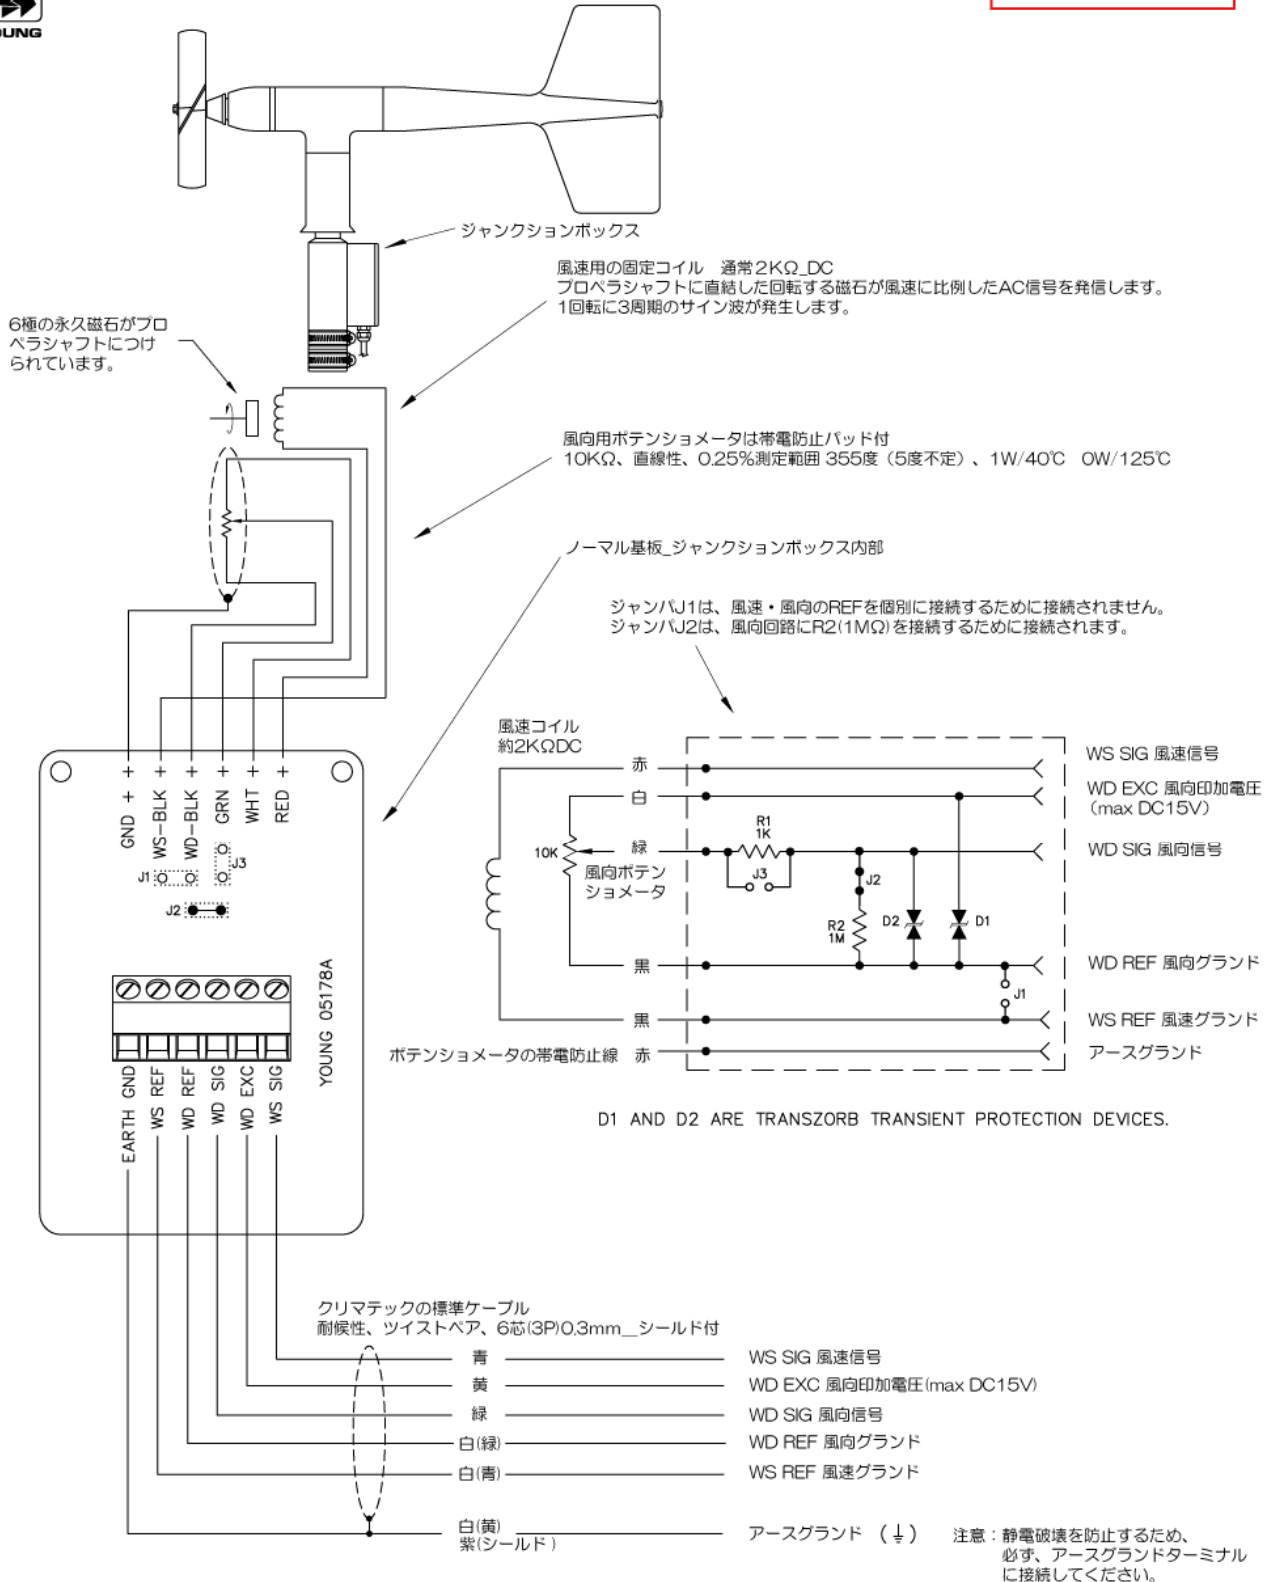 ジャンクションボックス
風速用の固定コイル 通常2KΩ_DC
プロペラシャフトに直結した回転する磁石が風速に比例したAC信号を発信します。
1回転に3周期のサイン波が発生します。
6極の永久磁石がプロ
ペラシャフトにつけ
られています。
風向用ポテンショメータは帯電防止パッド付
10KΩ、直線性、0.25%測定範囲 355度（5度不定）、1W/40℃ 0W/125℃
ノーマル基板_ジャンクションボックス内部
ジャンパJ1は、風速・風向のREFを個別に接続するために接続されません。
ジャンパJ2は、風向回路にR2(1MΩ)を接続するために接続されます。
風速コイル
約2KΩDC
赤
WS SIG 風速信号
白
WD EXC 風向印加電圧
（max DC15V）
R1
1K
10K
緑
WD SIG 風向信号
風向ポテン
ショメータ
J3
J2
R2
1M
D2
D1
黒
WD REF 風向グランド
J1
黒
WS REF 風速グランド
ポテンショメータの帯電防止線 赤
アースグランド
D1 AND D2 ARE TRANSZORB TRANSIENT PROTECTION DEVICES.
GND +
WS-BLK +
WD-BLK +
GRN +
WHT +
RED +
J3
J1
J2
YOUNG 05178A
EARTH GND
WS REF
WD REF
WD SIG
WD EXC
WS SIG
クリマテックの標準ケーブル
耐候性、ツイストペア、6芯(3P)0.3mm__シールド付
青 WS SIG 風速信号
黄 WD EXC 風向印加電圧(max DC15V)
緑 WD SIG 風向信号
白(緑) WD REF 風向グランド
白(青) WS REF 風速グランド
白(黄) アースグランド （⏚）
紫(シールド)
注意：静電破壊を防止するため、
必ず、アースグランドターミナル
に接続してください。